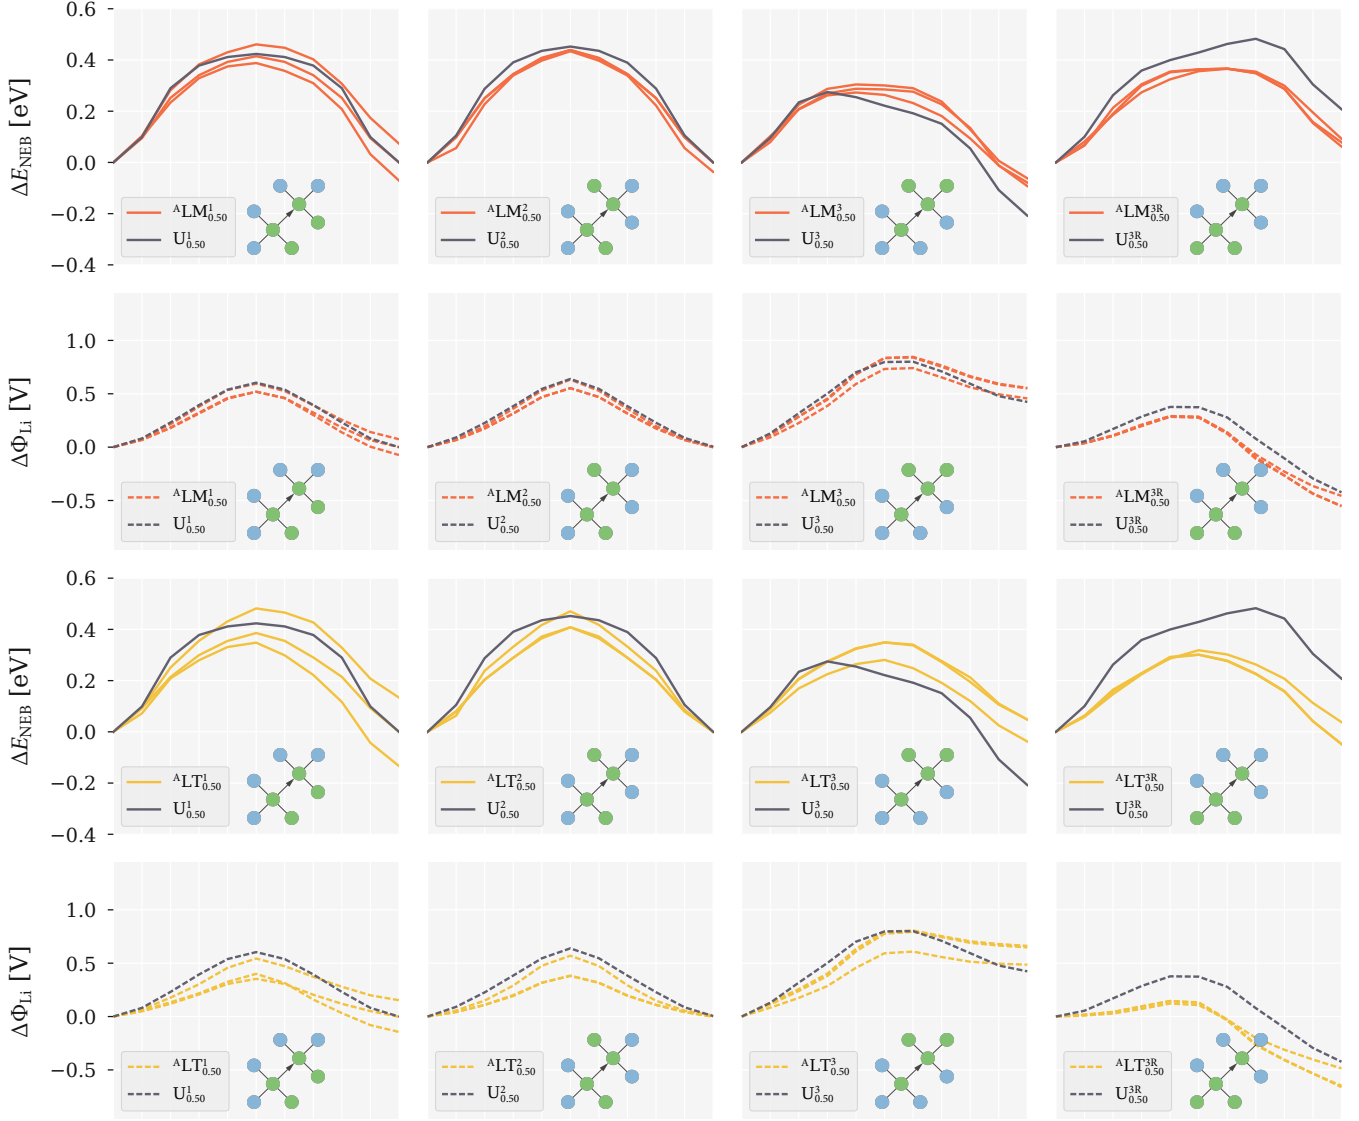 0.6
0.4
0.2
0.0
−0.2
−0.4
ΔE_NEB [eV]
ᴬLM¹₀.₅₀
U¹₀.₅₀
ᴬLM²₀.₅₀
U²₀.₅₀
ᴬLM³₀.₅₀
U³₀.₅₀
ᴬLM³ᴿ₀.₅₀
U³ᴿ₀.₅₀
1.0
0.5
0.0
−0.5
ΔΦ_Li [V]
ᴬLM¹₀.₅₀
U¹₀.₅₀
ᴬLM²₀.₅₀
U²₀.₅₀
ᴬLM³₀.₅₀
U³₀.₅₀
ᴬLM³ᴿ₀.₅₀
U³ᴿ₀.₅₀
0.6
0.4
0.2
0.0
−0.2
−0.4
ΔE_NEB [eV]
ᴬLT¹₀.₅₀
U¹₀.₅₀
ᴬLT²₀.₅₀
U²₀.₅₀
ᴬLT³₀.₅₀
U³₀.₅₀
ᴬLT³ᴿ₀.₅₀
U³ᴿ₀.₅₀
1.0
0.5
0.0
−0.5
ΔΦ_Li [V]
ᴬLT¹₀.₅₀
U¹₀.₅₀
ᴬLT²₀.₅₀
U²₀.₅₀
ᴬLT³₀.₅₀
U³₀.₅₀
ᴬLT³ᴿ₀.₅₀
U³ᴿ₀.₅₀